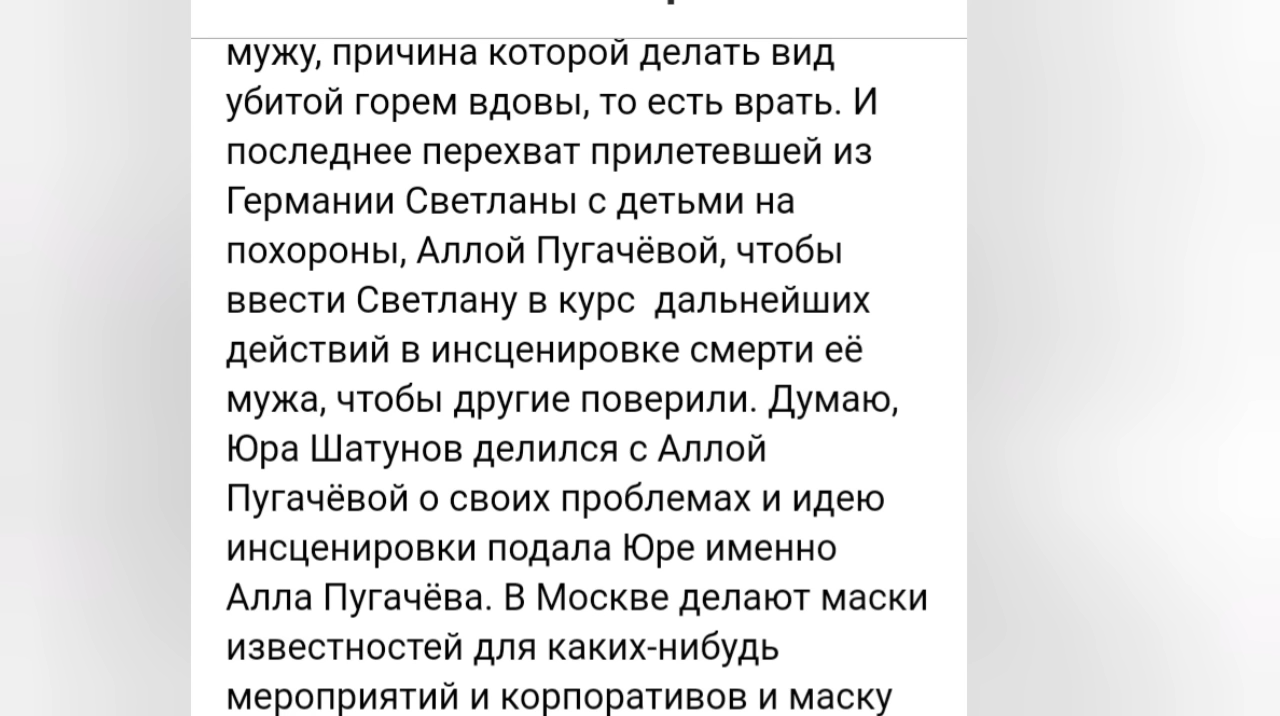 мужу, причина которой делать вид
убитой горем вдовы, то есть врать. И
последнее перехват прилетевшей из
Германии Светланы с детьми на
похороны, Аллой Пугачёвой, чтобы
ввести Светлану в курс  дальнейших
действий в инсценировке смерти её
мужа, чтобы другие поверили. Думаю,
Юра Шатунов делился с Аллой
Пугачёвой о своих проблемах и идею
инсценировки подала Юре именно
Алла Пугачёва. В Москве делают маски
известностей для каких-нибудь
мероприятий и корпоративов и маску